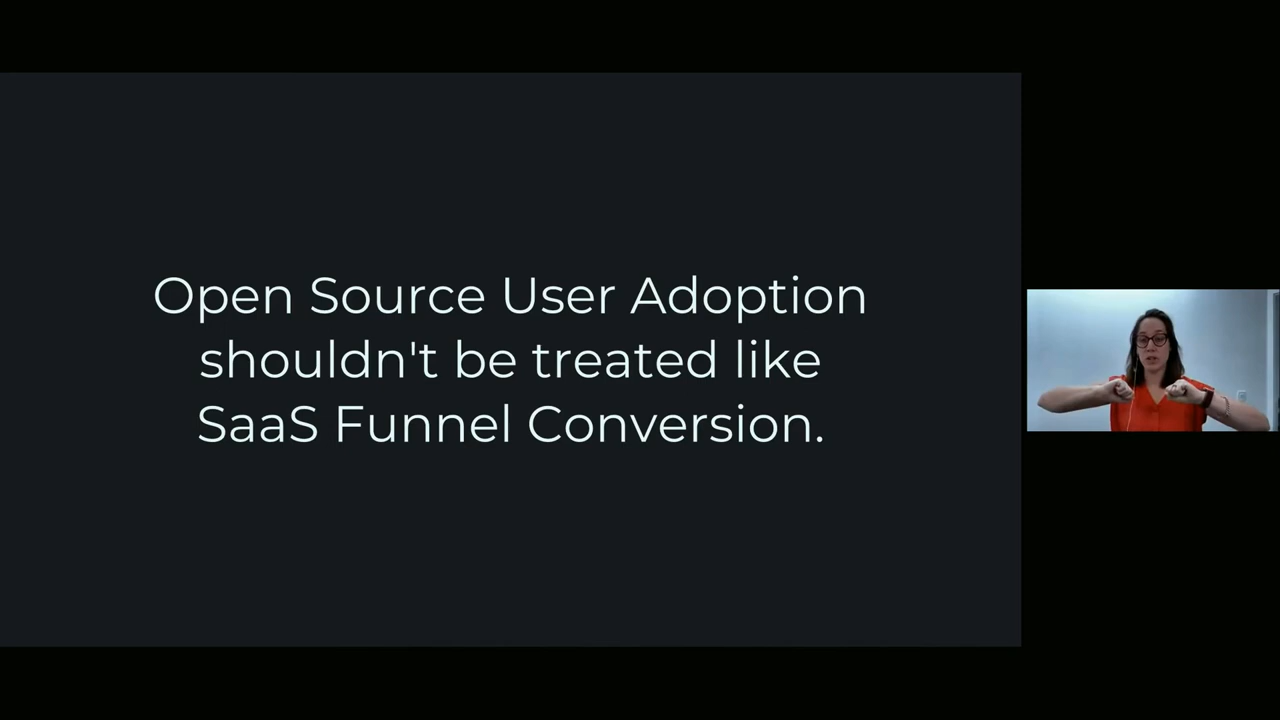 Open Source User Adoption
shouldn't be treated like
SaaS Funnel Conversion.